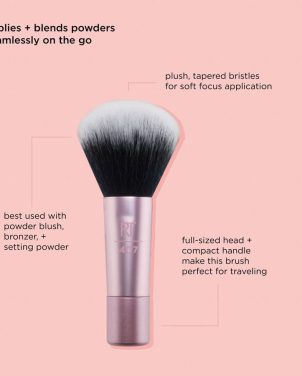 plies + blends powders
amlessly on the go
plush, tapered bristles
for soft focus application
best used with
powder blush,
bronzer, +
setting powder
full-sized head +
compact handle
make this brush
perfect for traveling
RT